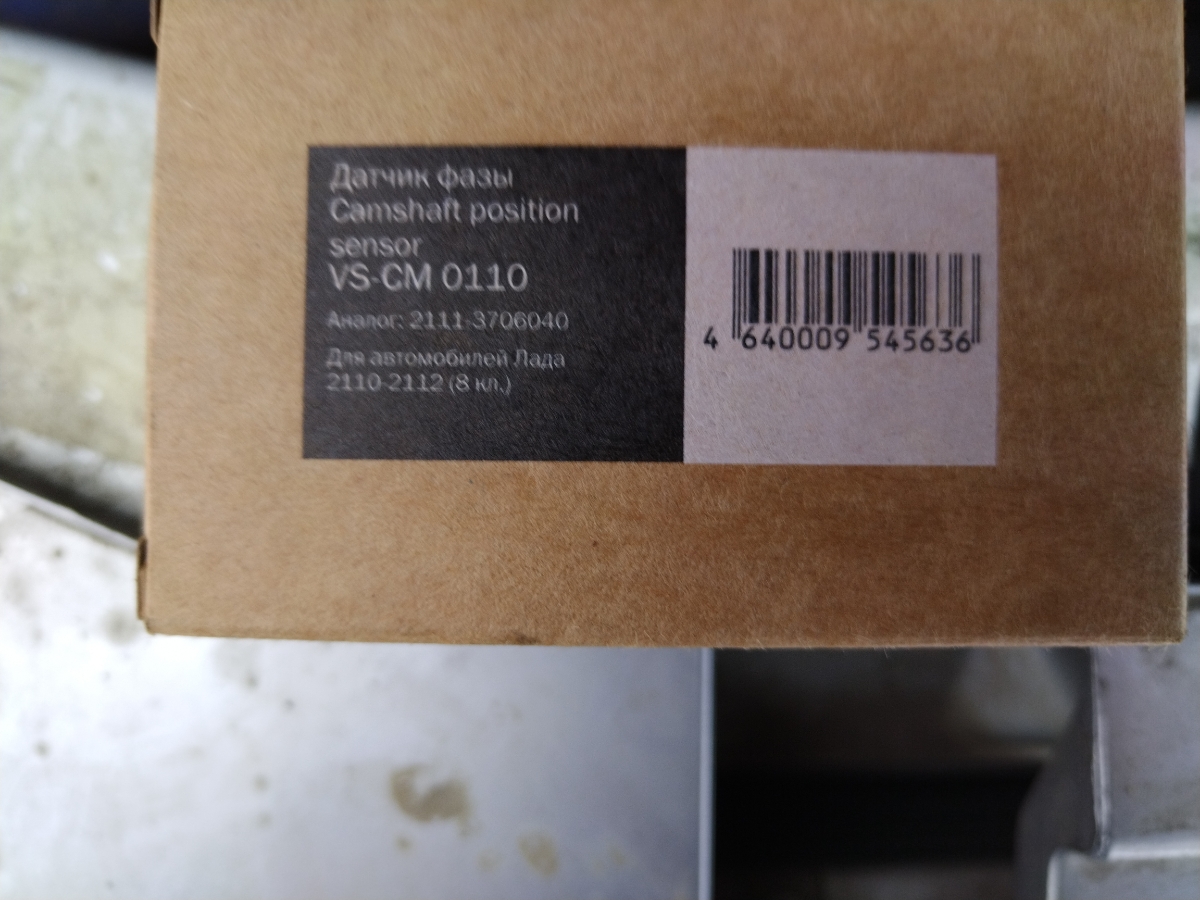 Датчик фазы
Camshaft position
sensor
VS-CM 0110
Аналог: 2111-3706040
Для автомобилей Лада
2110-2112 (8 кл.)
4 640009 545636